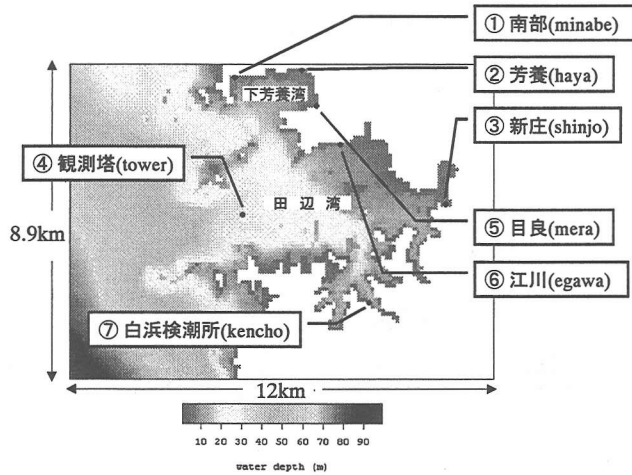 ① 南部(minabe)
② 芳養(haya)
下芳養湾
③ 新庄(shinjo)
④ 観測塔(tower)
田辺湾
8.9km
⑤ 目良(mera)
⑥ 江川(egawa)
⑦ 白浜検潮所(kencho)
12km
10 20 30 40 50 60 70 80 90
water depth (m)